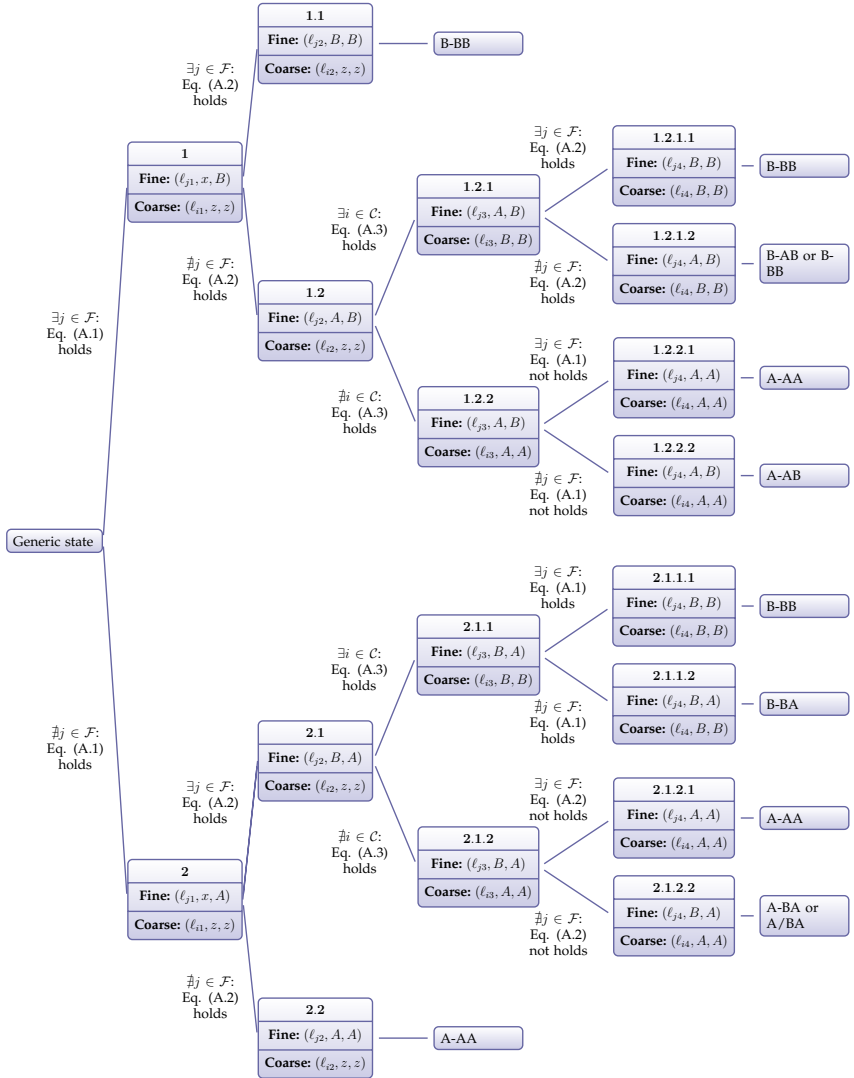 1.1
Fine: (ℓj2, B, B)
Coarse: (ℓi2, z, z)
B-BB
∃j ∈ F:
Eq. (A.2)
holds
1
Fine: (ℓj1, x, B)
Coarse: (ℓi1, z, z)
∄j ∈ F:
Eq. (A.2)
holds
1.2
Fine: (ℓj2, A, B)
Coarse: (ℓi2, z, z)
∃i ∈ C:
Eq. (A.3)
holds
1.2.1
Fine: (ℓj3, A, B)
Coarse: (ℓi3, B, B)
∃j ∈ F:
Eq. (A.2)
holds
1.2.1.1
Fine: (ℓj4, B, B)
Coarse: (ℓi4, B, B)
B-BB
∄j ∈ F:
Eq. (A.2)
holds
1.2.1.2
Fine: (ℓj4, A, B)
Coarse: (ℓi4, B, B)
B-AB or B-
BB
∃j ∈ F:
Eq. (A.1)
holds
∄i ∈ C:
Eq. (A.3)
holds
1.2.2
Fine: (ℓj3, A, B)
Coarse: (ℓi3, A, A)
∃j ∈ F:
Eq. (A.1)
not holds
1.2.2.1
Fine: (ℓj4, A, A)
Coarse: (ℓi4, A, A)
A-AA
∄j ∈ F:
Eq. (A.1)
not holds
1.2.2.2
Fine: (ℓj4, A, B)
Coarse: (ℓi4, A, A)
A-AB
Generic state
∄j ∈ F:
Eq. (A.1)
holds
2
Fine: (ℓj1, x, A)
Coarse: (ℓi1, z, z)
∃j ∈ F:
Eq. (A.2)
holds
2.1
Fine: (ℓj2, B, A)
Coarse: (ℓi2, z, z)
∃i ∈ C:
Eq. (A.3)
holds
2.1.1
Fine: (ℓj3, B, A)
Coarse: (ℓi3, B, B)
∃j ∈ F:
Eq. (A.1)
holds
2.1.1.1
Fine: (ℓj4, B, B)
Coarse: (ℓi4, B, B)
B-BB
∄j ∈ F:
Eq. (A.1)
holds
2.1.1.2
Fine: (ℓj4, B, A)
Coarse: (ℓi4, B, B)
B-BA
∄i ∈ C:
Eq. (A.3)
holds
2.1.2
Fine: (ℓj3, B, A)
Coarse: (ℓi3, A, A)
∃j ∈ F:
Eq. (A.2)
not holds
2.1.2.1
Fine: (ℓj4, A, A)
Coarse: (ℓi4, A, A)
A-AA
∄j ∈ F:
Eq. (A.2)
not holds
2.1.2.2
Fine: (ℓj4, B, A)
Coarse: (ℓi4, A, A)
A-BA or
A/BA
∄j ∈ F:
Eq. (A.2)
holds
2.2
Fine: (ℓj2, A, A)
Coarse: (ℓi2, z, z)
A-AA